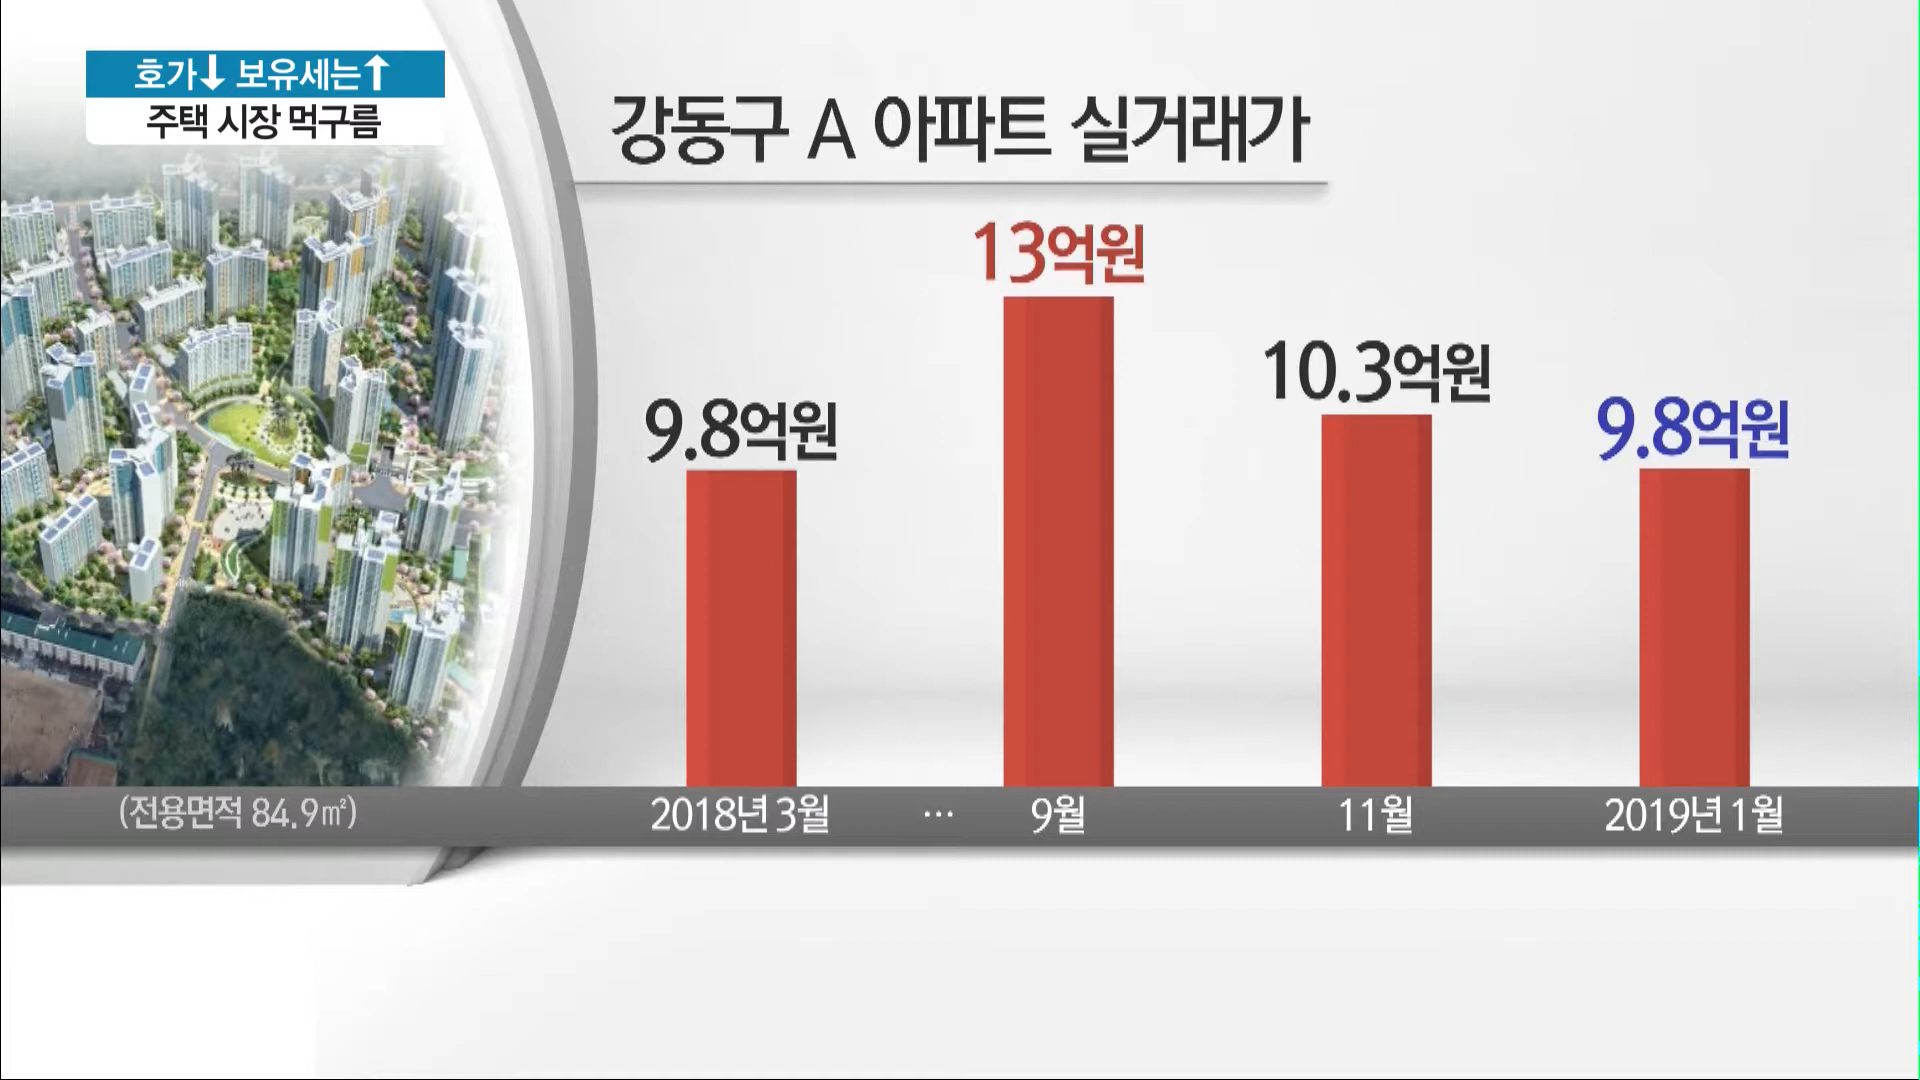 호가↓ 보유세는↑
주택 시장 먹구름
강동구 A 아파트 실거래가
13억원
10.3억원
9.8억원
9.8억원
(전용면적 84.9㎡)
2018년 3월 ⋯ 9월 11월 2019년 1월